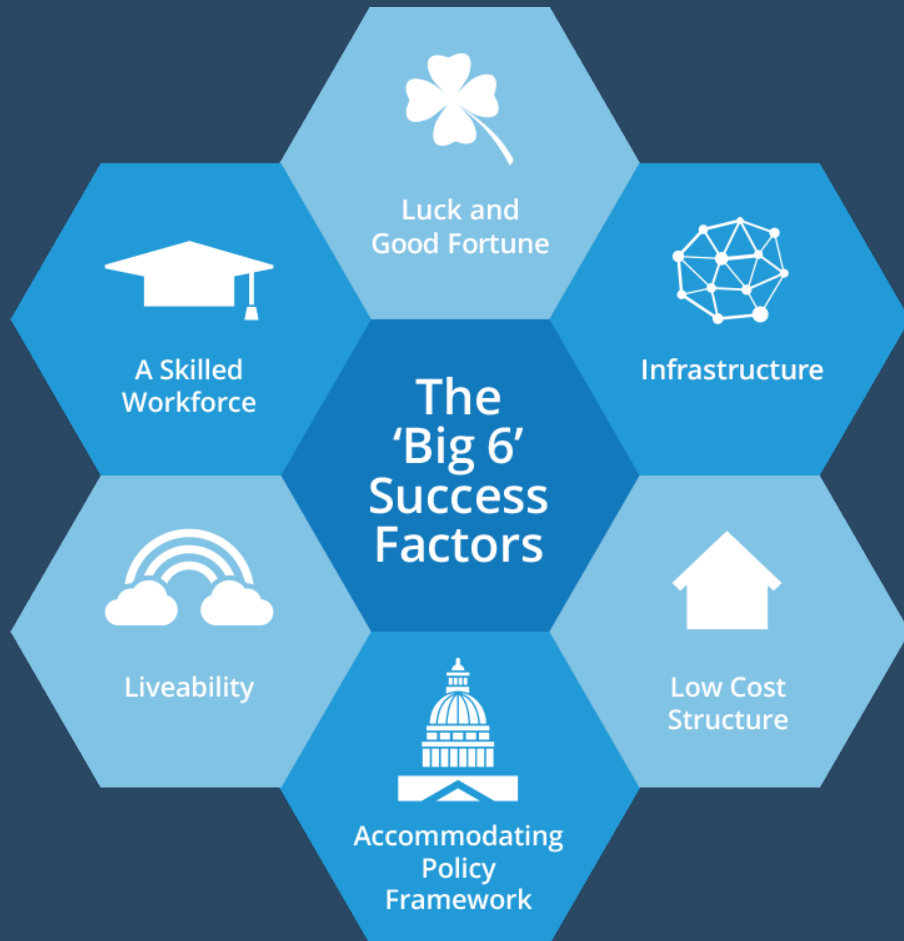 Luck and
Good Fortune
A Skilled
Workforce
Infrastructure
The
‘Big 6’
Success
Factors
Liveability
Low Cost
Structure
Accommodating
Policy
Framework